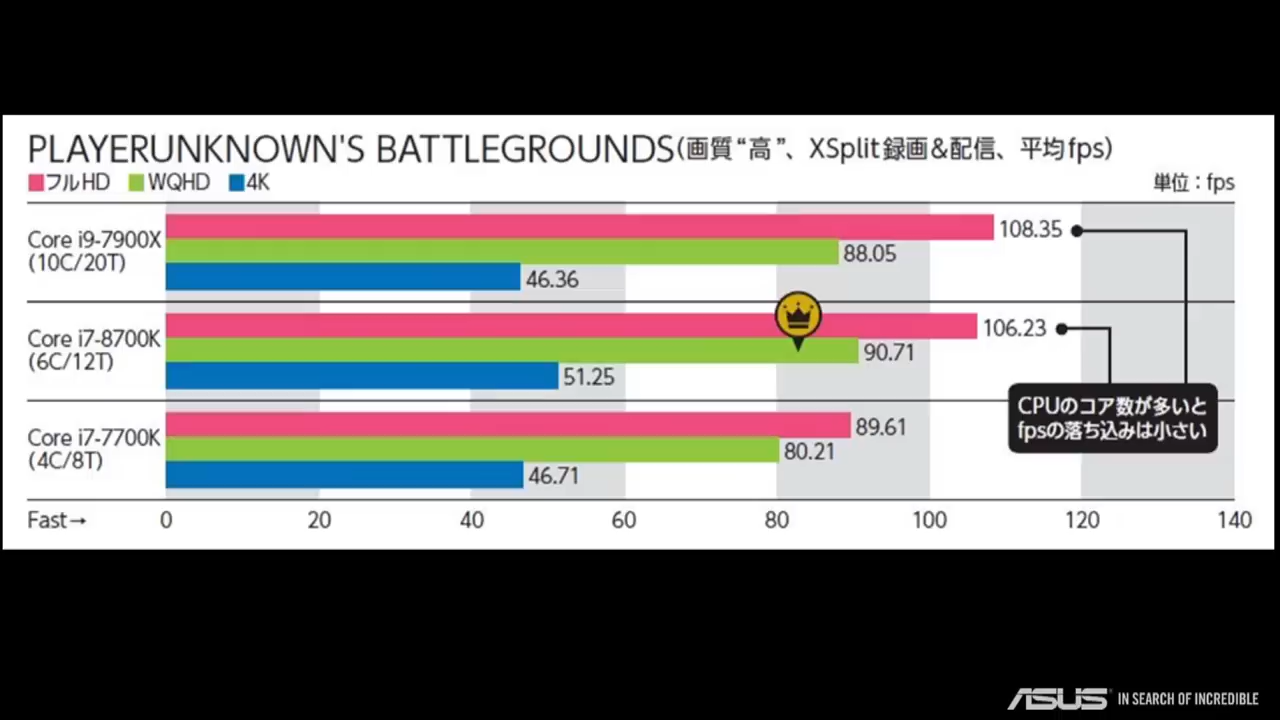 PLAYERUNKNOWN'S BATTLEGROUNDS(画質“高”、XSplit録画&配信、平均fps)
フルHD WQHD 4K 単位：fps
Core i9-7900X
(10C/20T)
108.35
88.05
46.36
Core i7-8700K
(6C/12T)
106.23
90.71
51.25
CPUのコア数が多いと
fpsの落ち込みは小さい
Core i7-7700K
(4C/8T)
89.61
80.21
46.71
Fast→ 0 20 40 60 80 100 120 140
ASUS IN SEARCH OF INCREDIBLE